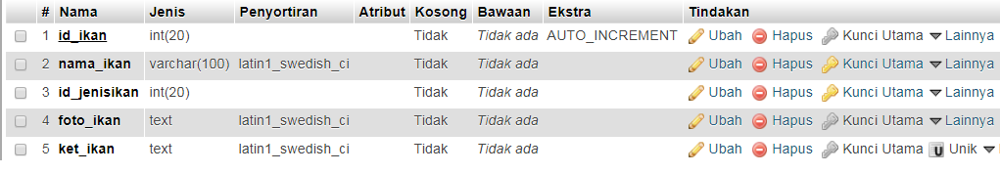 # Nama Jenis Penyortiran Atribut Kosong Bawaan Ekstra Tindakan
1 id_ikan int(20) Tidak Tidak ada AUTO_INCREMENT Ubah Hapus Kunci Utama Lainnya
2 nama_ikan varchar(100) latin1_swedish_ci Tidak Tidak ada Ubah Hapus Kunci Utama Lainnya
3 id_jenisikan int(20) Tidak Tidak ada Ubah Hapus Kunci Utama Lainnya
4 foto_ikan text latin1_swedish_ci Tidak Tidak ada Ubah Hapus Kunci Utama Lainnya
5 ket_ikan text latin1_swedish_ci Tidak Tidak ada Ubah Hapus Kunci Utama U Unik